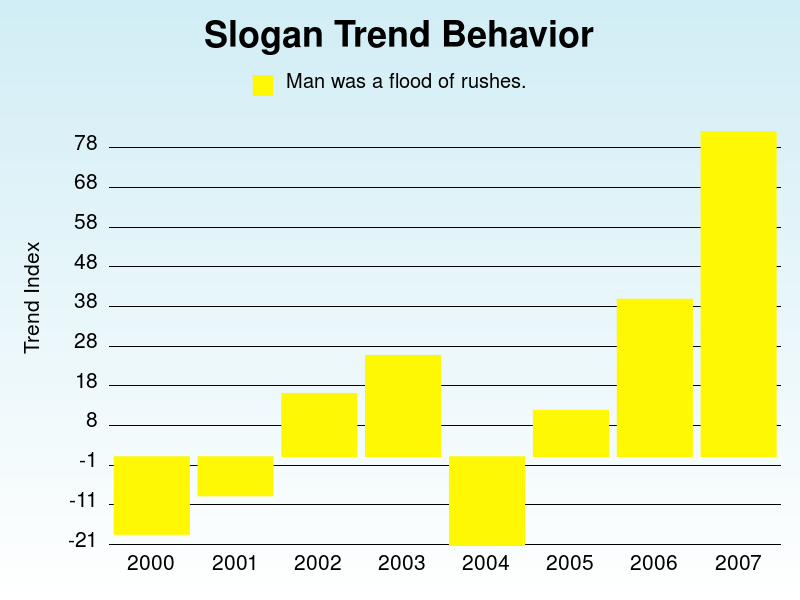 Slogan Trend Behavior
Man was a flood of rushes.
Trend Index
78
68
58
48
38
28
18
8
-1
-11
-21
2000 2001 2002 2003 2004 2005 2006 2007